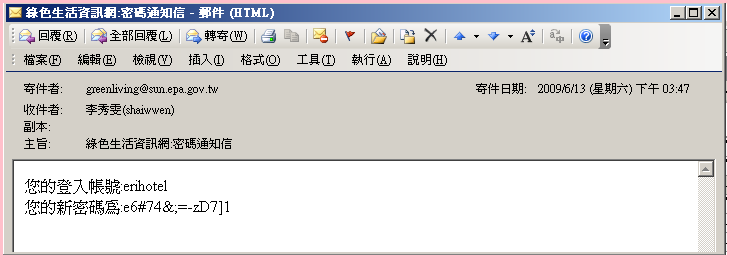 綠色生活資訊網:密碼通知信 - 郵件 (HTML)
回覆(R) 全部回覆(L) 轉寄(W)
檔案(F) 編輯(E) 檢視(V) 插入(I) 格式(O) 工具(T) 執行(A) 說明(H)
寄件者: greenliving@sun.epa.gov.tw 寄件日期: 2009/6/13 (星期六) 下午 03:47
收件者: 李秀雯(shaiwwen)
副本:
主旨: 綠色生活資訊網:密碼通知信
您的登入帳號:erihotel
您的新密碼為:e6#74&;=-zD7]1